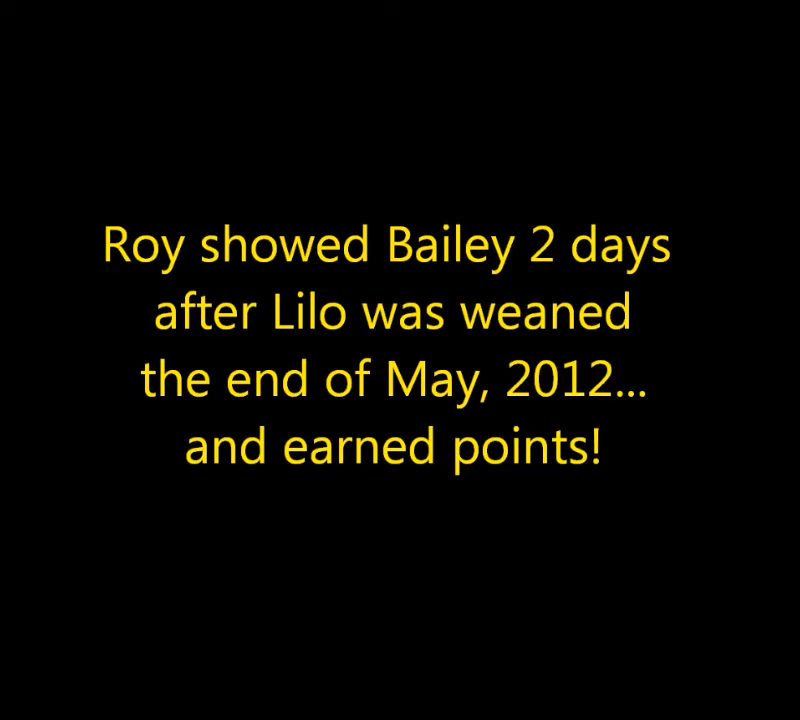 Roy showed Bailey 2 days
after Lilo was weaned
the end of May, 2012...
and earned points!